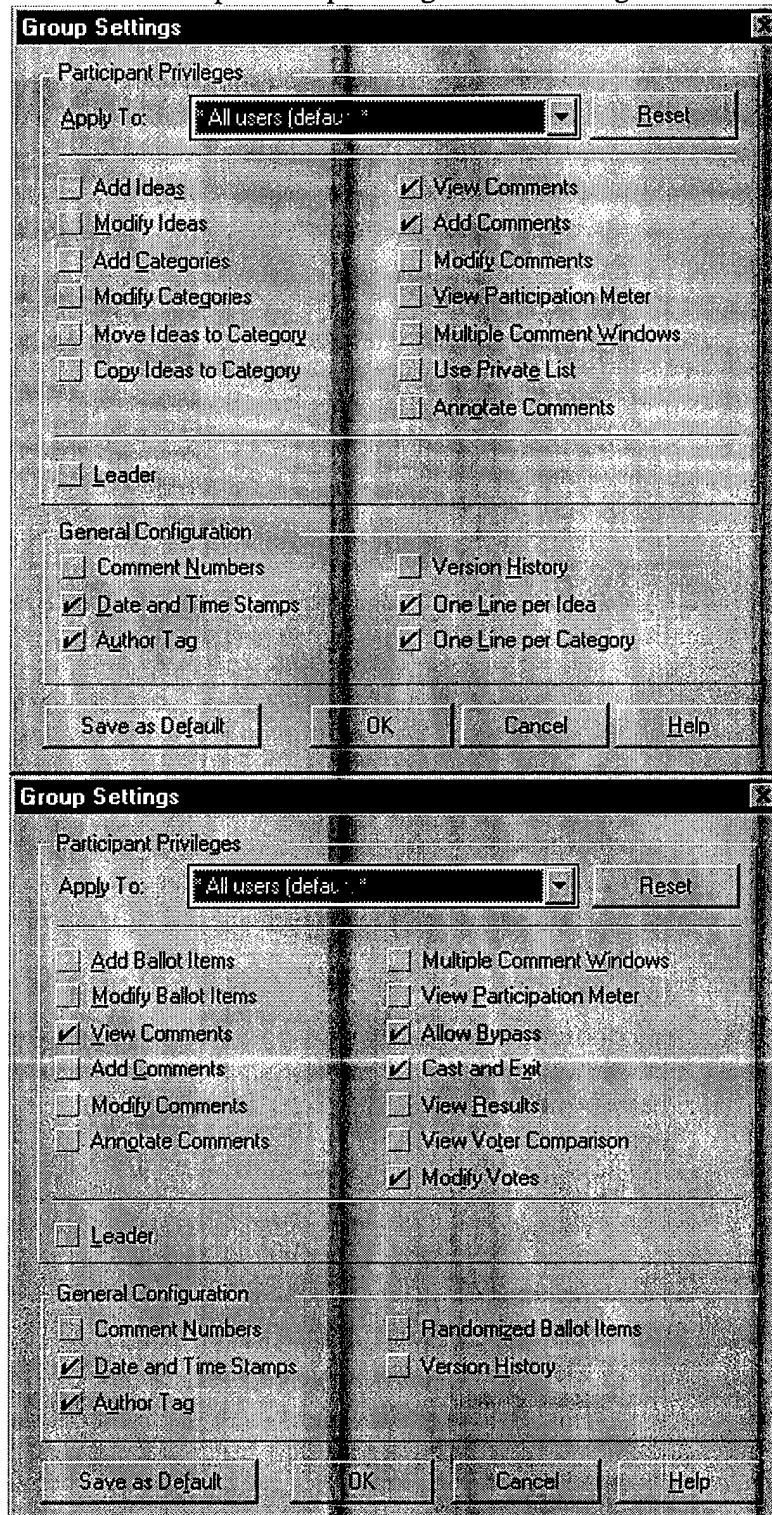 Group Settings
Participant Privileges
Apply To: * All users (defau *
Reset
Add Ideas
View Comments
Modify Ideas
Add Comments
Add Categories
Modify Comments
Modify Categories
View Participation Meter
Move Ideas to Category
Multiple Comment Windows
Copy Ideas to Category
Use Private List
Annotate Comments
Leader
General Configuration
Comment Numbers
Version History
Date and Time Stamps
One Line per Idea
Author Tag
One Line per Category
Save as Default
OK
Cancel
Help
Group Settings
Participant Privileges
Apply To: * All users (defau *
Reset
Add Ballot Items
Multiple Comment Windows
Modify Ballot Items
View Participation Meter
View Comments
Allow Bypass
Add Comments
Cast and Exit
Modify Comments
View Results
Annotate Comments
View Voter Comparison
Modify Votes
Leader
General Configuration
Comment Numbers
Randomized Ballot Items
Date and Time Stamps
Version History
Author Tag
Save as Default
OK
Cancel
Help